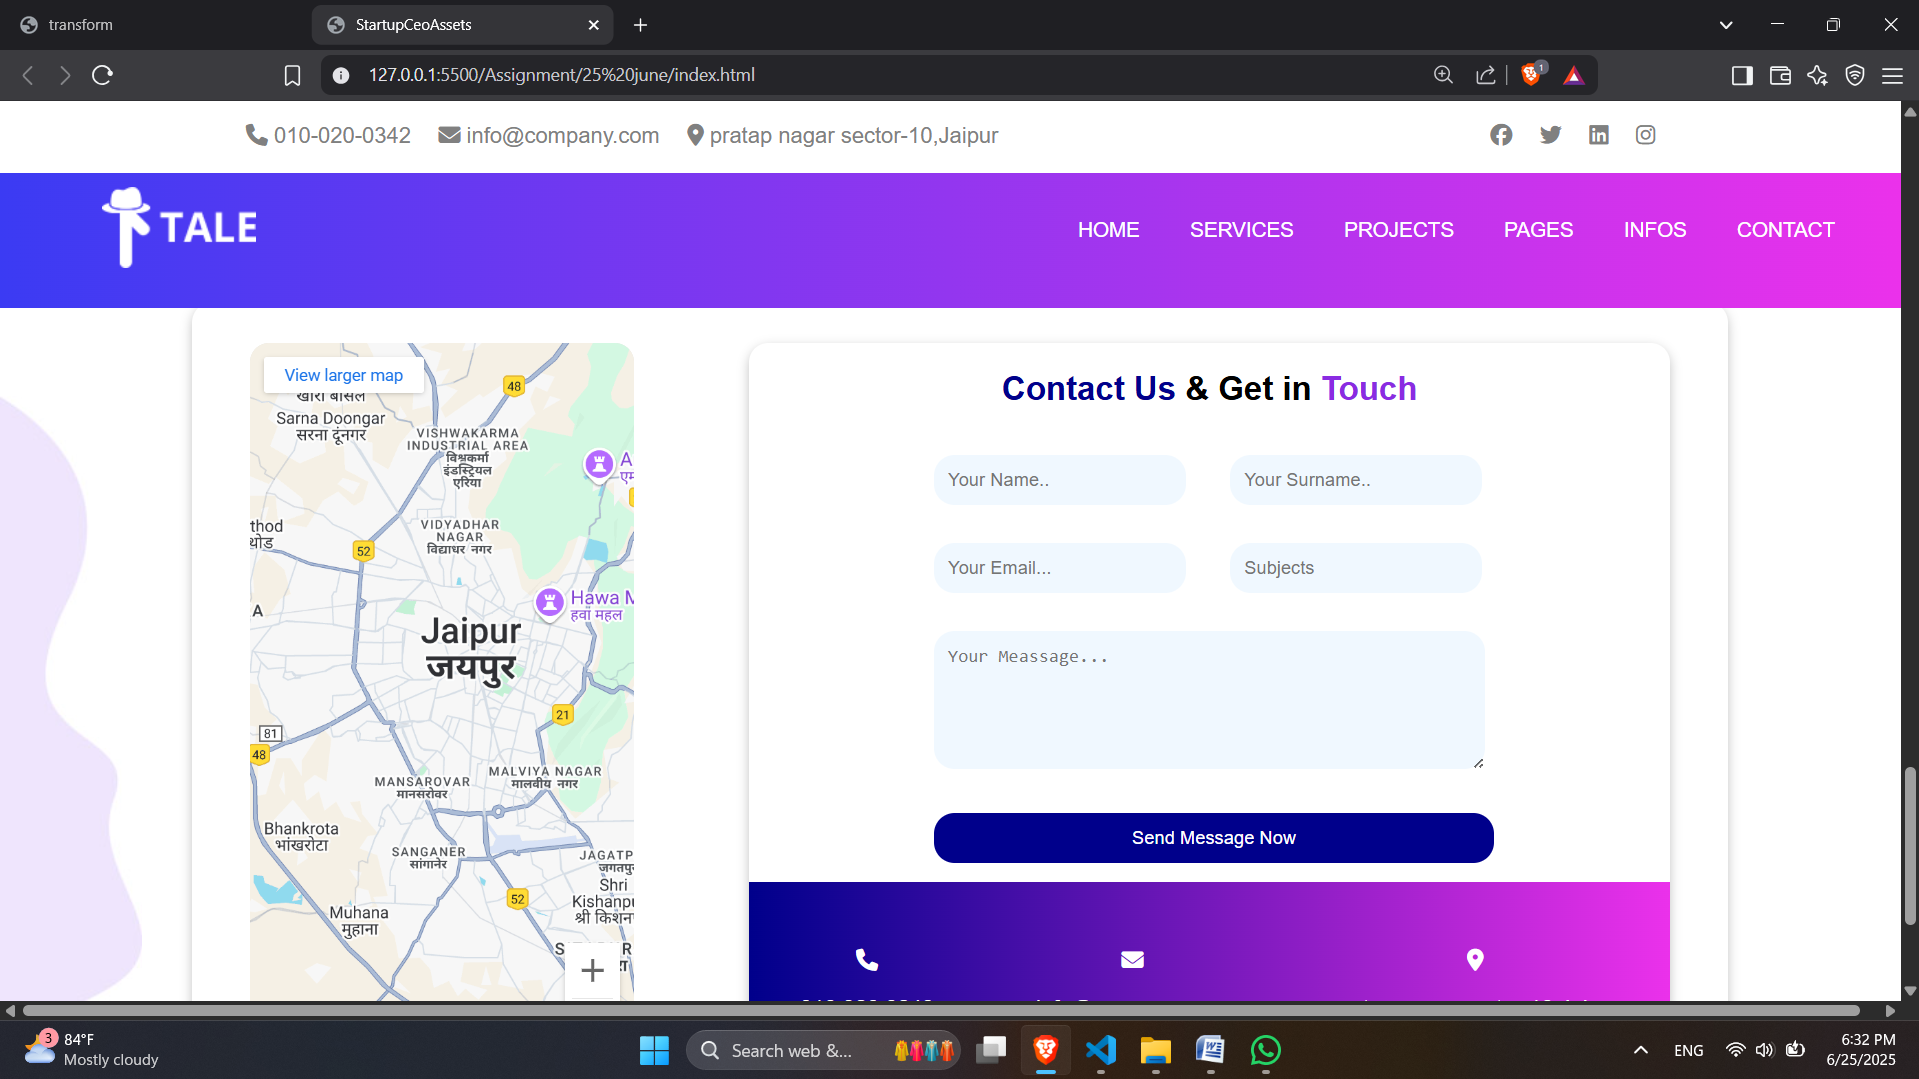 transform
StartupCeoAssets
127.0.0.1:5500/Assignment/25%20june/index.html
1
010-020-0342 info@company.com pratap nagar sector-10,Jaipur
TALE
HOME SERVICES PROJECTS PAGES INFOS CONTACT
View larger map
48
Sarna Doongar
सरना दूंगर
VISHWAKARMA
INDUSTRIAL AREA
विश्वकर्मा
इंडस्ट्रियल
एरिया
A
VIDYADHAR
NAGAR
विद्याधर नगर
thod
52
Hawa M
हवा महल
A
Jaipur
जयपुर
21
81
48
MANSAROVAR
मानसरोवर
MALVIYA NAGAR
मालवीय नगर
Bhankrota
भांखरोटा
SANGANER
सांगानेर
JAGATP
जगतपु
Shri
Kishanpu
श्री किशन
52
Muhana
मुहाना
Contact Us & Get in Touch
Your Name..
Your Surname..
Your Email...
Subjects
Your Meassage...
Send Message Now
3
84°F
Mostly cloudy
Search web &...
ENG
6:32 PM
6/25/2025